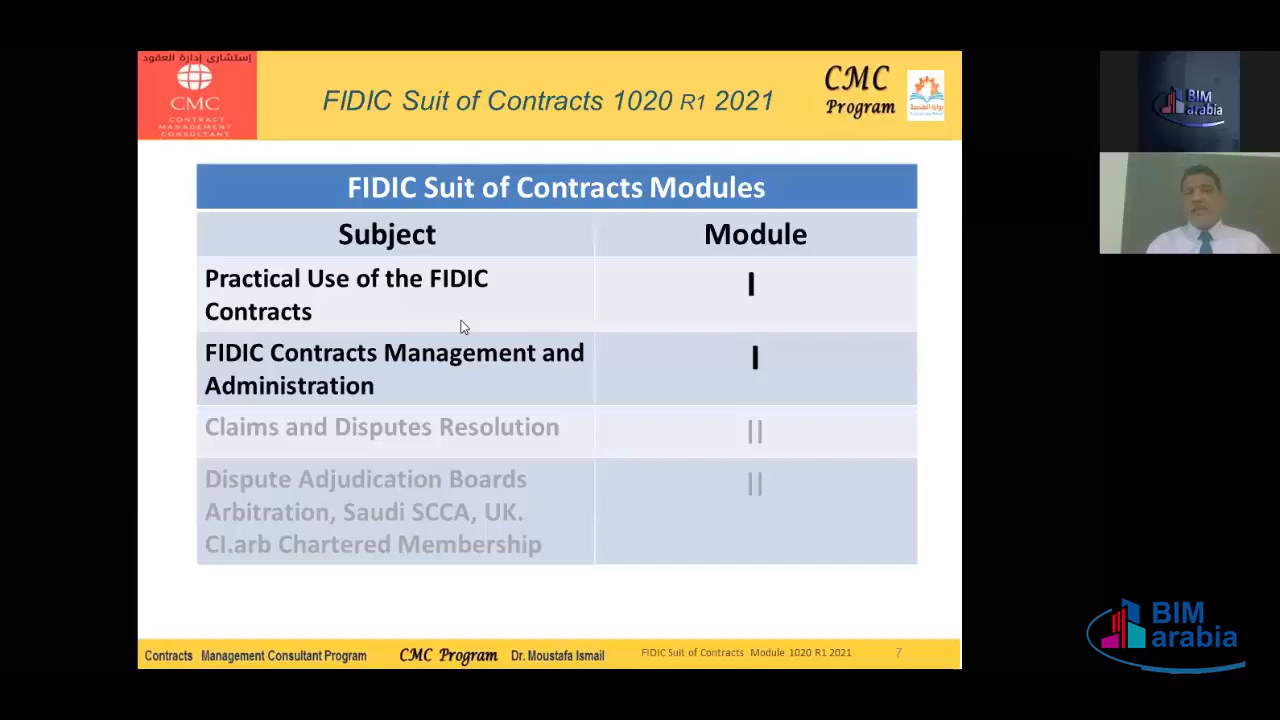 إستشارى إدارة العقود
CMC
CONTRACT
MANAGEMENT
CONSULTANT
FIDIC Suit of Contracts 1020 R1 2021
CMC
Program
BIM
arabia
FIDIC Suit of Contracts Modules
Subject
Module
Practical Use of the FIDIC
Contracts
I
FIDIC Contracts Management and
Administration
I
Claims and Disputes Resolution
II
Dispute Adjudication Boards
Arbitration, Saudi SCCA, UK.
CI.arb Chartered Membership
II
BIM
arabia
Contracts Management Consultant Program
CMC Program
Dr. Moustafa Ismail
FIDIC Suit of Contracts Module 1020 R1 2021
7